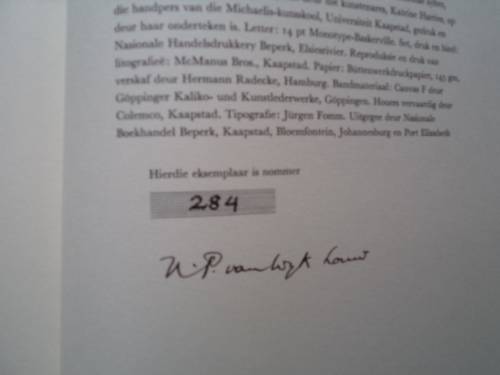 die handpers van die Michaelis-kunsskool, Universiteit Kaapstad, gedruk en
deur haar onderteken is. Letter: 14 pt Monotype-Baskerville. Set, druk en bind:
Nasionale Handelsdrukkery Beperk, Elsiesrivier. Reproduksie en druk van
litografieë: McManus Bros., Kaapstad. Papier: Büttenwerkdruckpapier, 145 gm,
verskaf deur Hermann Radecke, Hamburg. Bandmateriaal: Canvas F deur
Göppinger Kaliko- und Kunstlederwerke, Göppingen. Houers vervaardig deur
Colemon, Kaapstad. Tipografie: Jürgen Fomm. Uitgegee deur Nasionale
Boekhandel Beperk, Kaapstad, Bloemfontein, Johannesburg en Port Elizabeth
Hierdie eksemplaar is nommer
284
N. P. van Wyk Louw